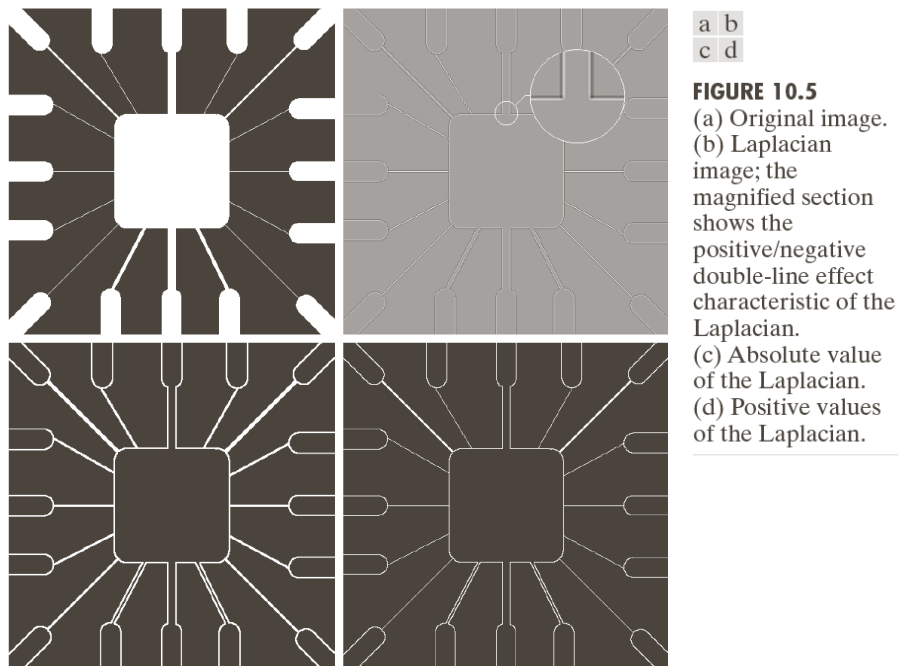 a b
c d
FIGURE 10.5
(a) Original image.
(b) Laplacian
image; the
magnified section
shows the
positive/negative
double-line effect
characteristic of the
Laplacian.
(c) Absolute value
of the Laplacian.
(d) Positive values
of the Laplacian.